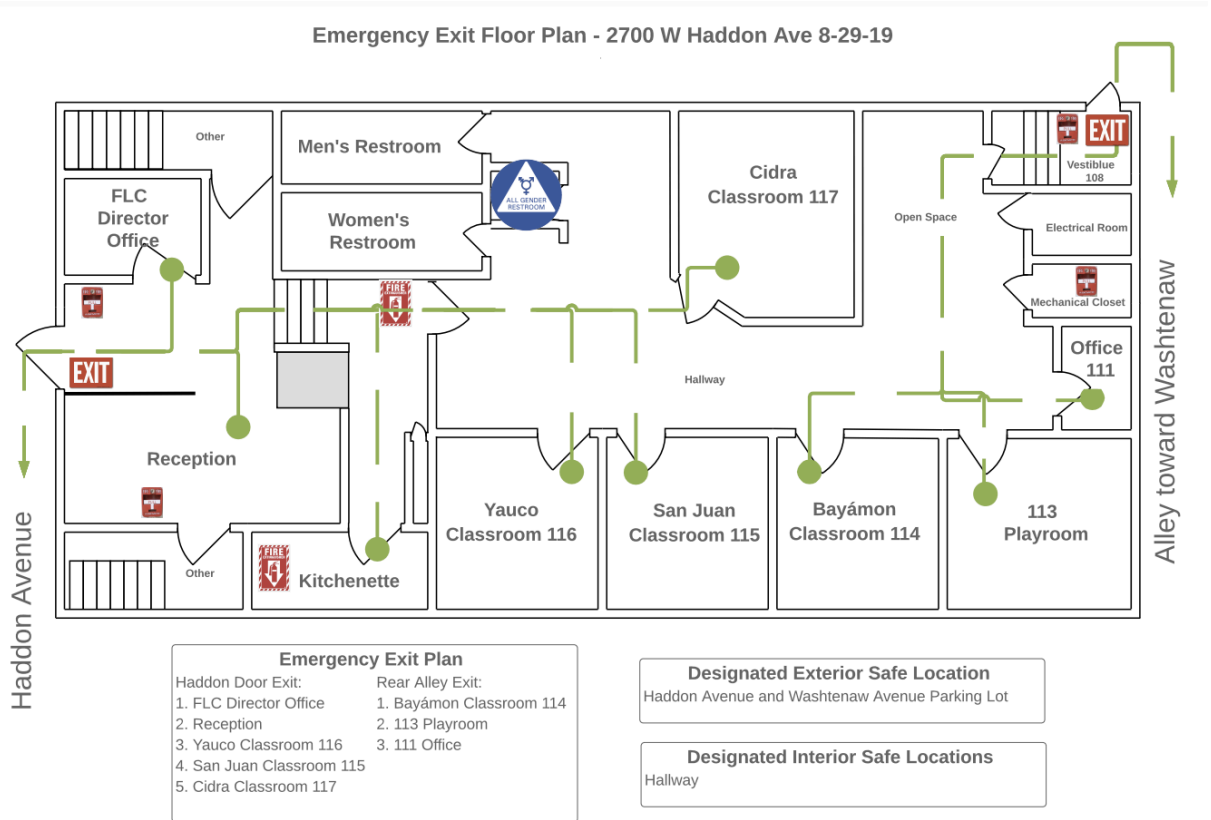 Emergency Exit Floor Plan - 2700 W Haddon Ave 8-29-19
Other
Men's Restroom
Women's
Restroom
ALL GENDER
RESTROOM
Cidra
Classroom 117
Open Space
EXIT
Vestiblue
108
Electrical Room
Mechanical Closet
Office
111
FLC
Director
Office
FIRE
EXIT
Hallway
Reception
Yauco
Classroom 116
San Juan
Classroom 115
Bayámon
Classroom 114
113
Playroom
Other
FIRE
Kitchenette
Haddon Avenue
Alley toward Washtenaw
Emergency Exit Plan
Haddon Door Exit:
1. FLC Director Office
2. Reception
3. Yauco Classroom 116
4. San Juan Classroom 115
5. Cidra Classroom 117
Rear Alley Exit:
1. Bayámon Classroom 114
2. 113 Playroom
3. 111 Office
Designated Exterior Safe Location
Haddon Avenue and Washtenaw Avenue Parking Lot
Designated Interior Safe Locations
Hallway